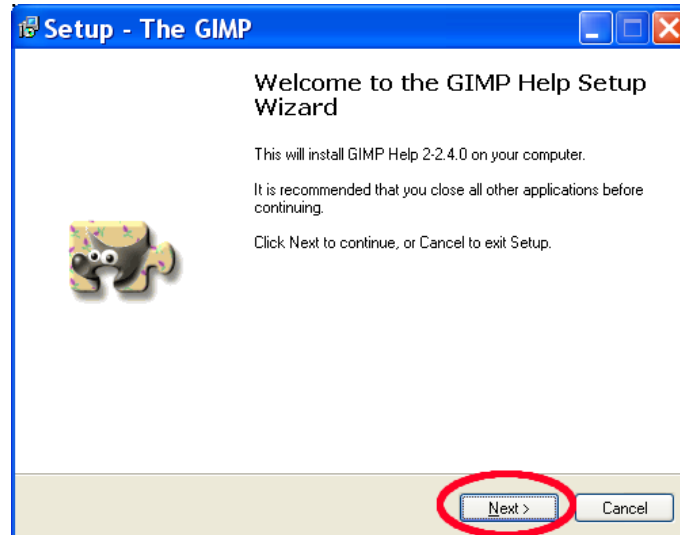 Setup - The GIMP
Welcome to the GIMP Help Setup
Wizard
This will install GIMP Help 2-2.4.0 on your computer.
It is recommended that you close all other applications before
continuing.
Click Next to continue, or Cancel to exit Setup.
Next >
Cancel